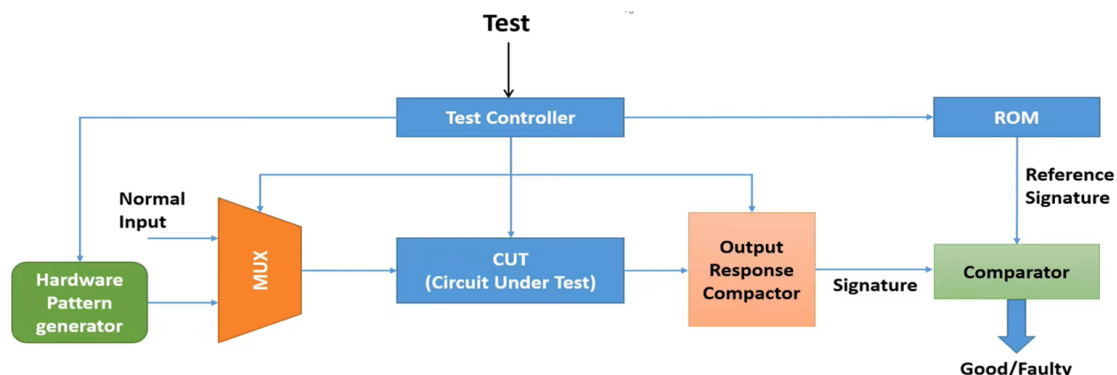 Test
Test Controller
ROM
Reference
Signature
Normal
Input
MUX
Hardware
Pattern
generator
CUT
(Circuit Under Test)
Output
Response
Compactor
Signature
Comparator
Good/Faulty